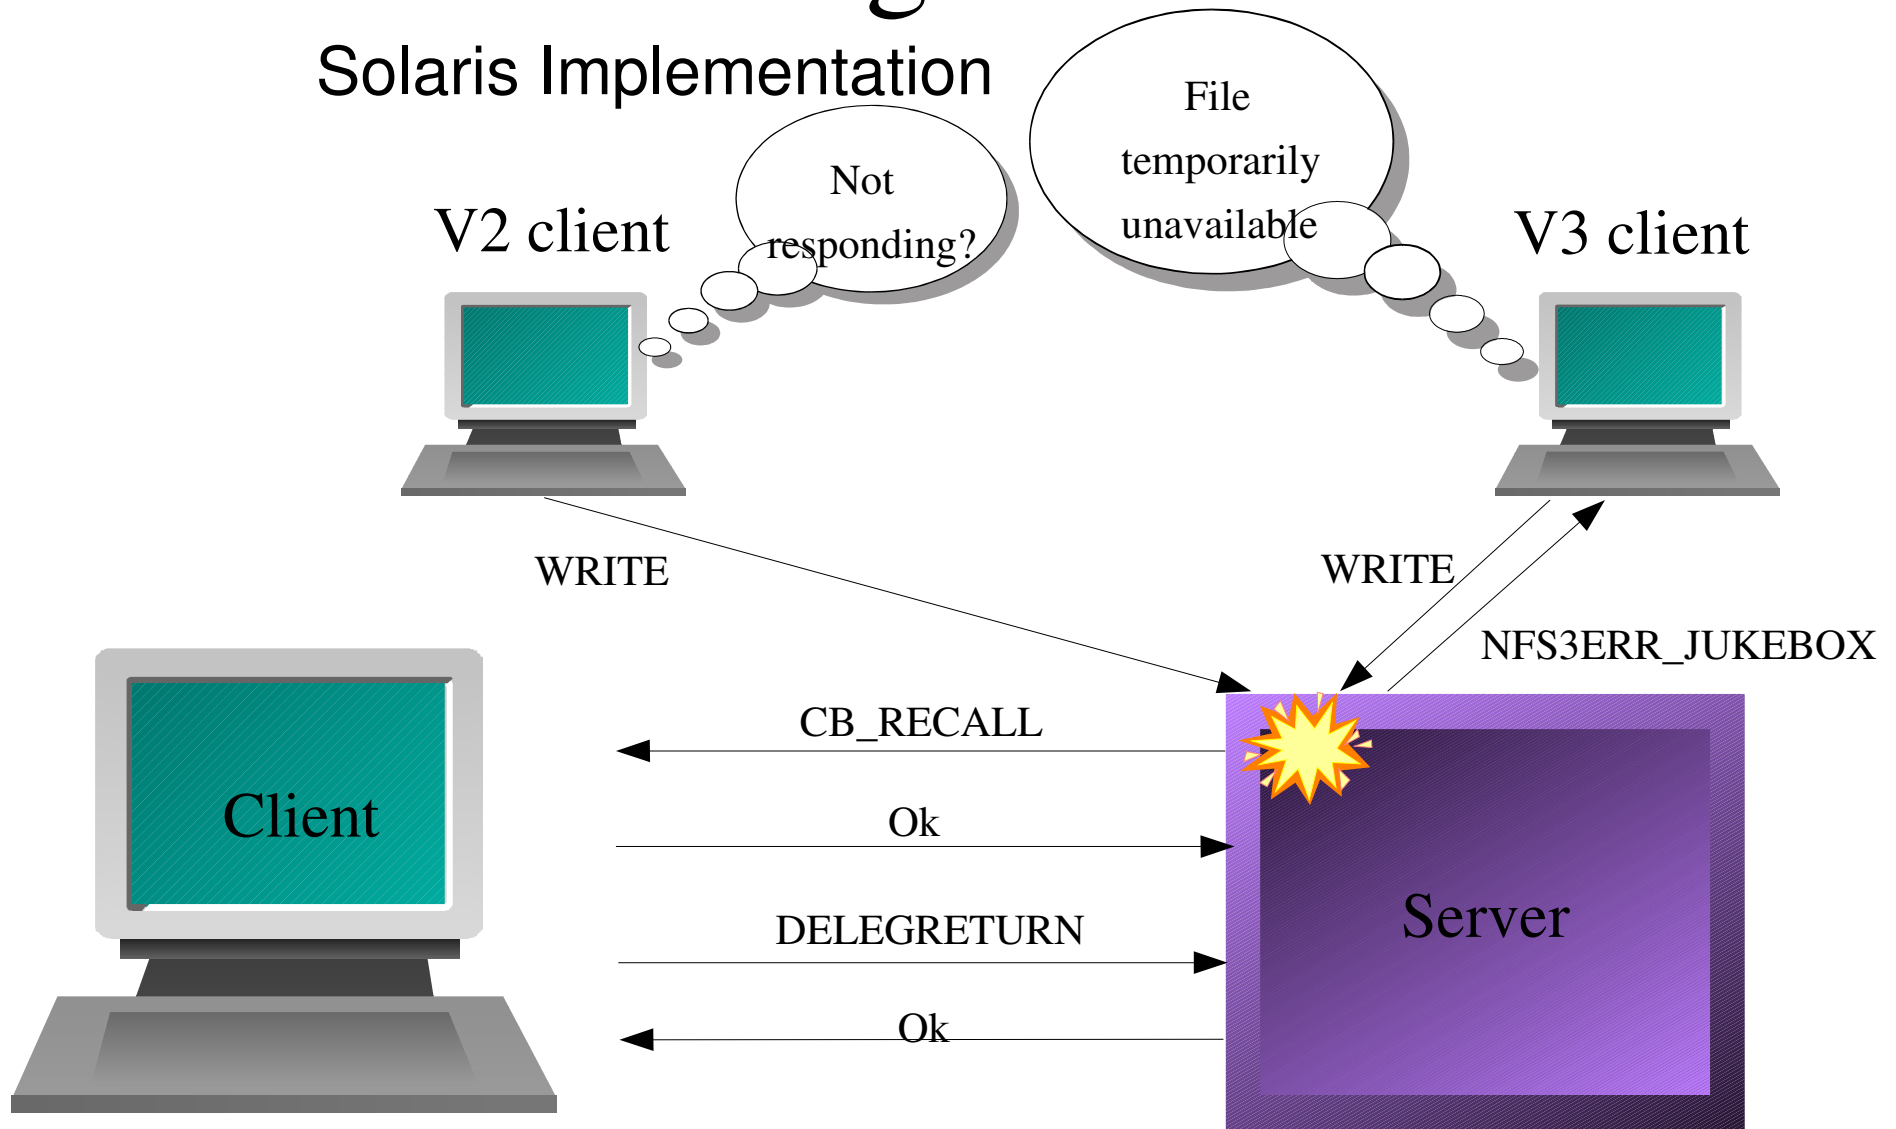 Solaris Implementation
File
temporarily
unavailable
Not
responding?
V2 client
V3 client
WRITE
WRITE
NFS3ERR_JUKEBOX
CB_RECALL
Client
Ok
Server
DELEGRETURN
Ok